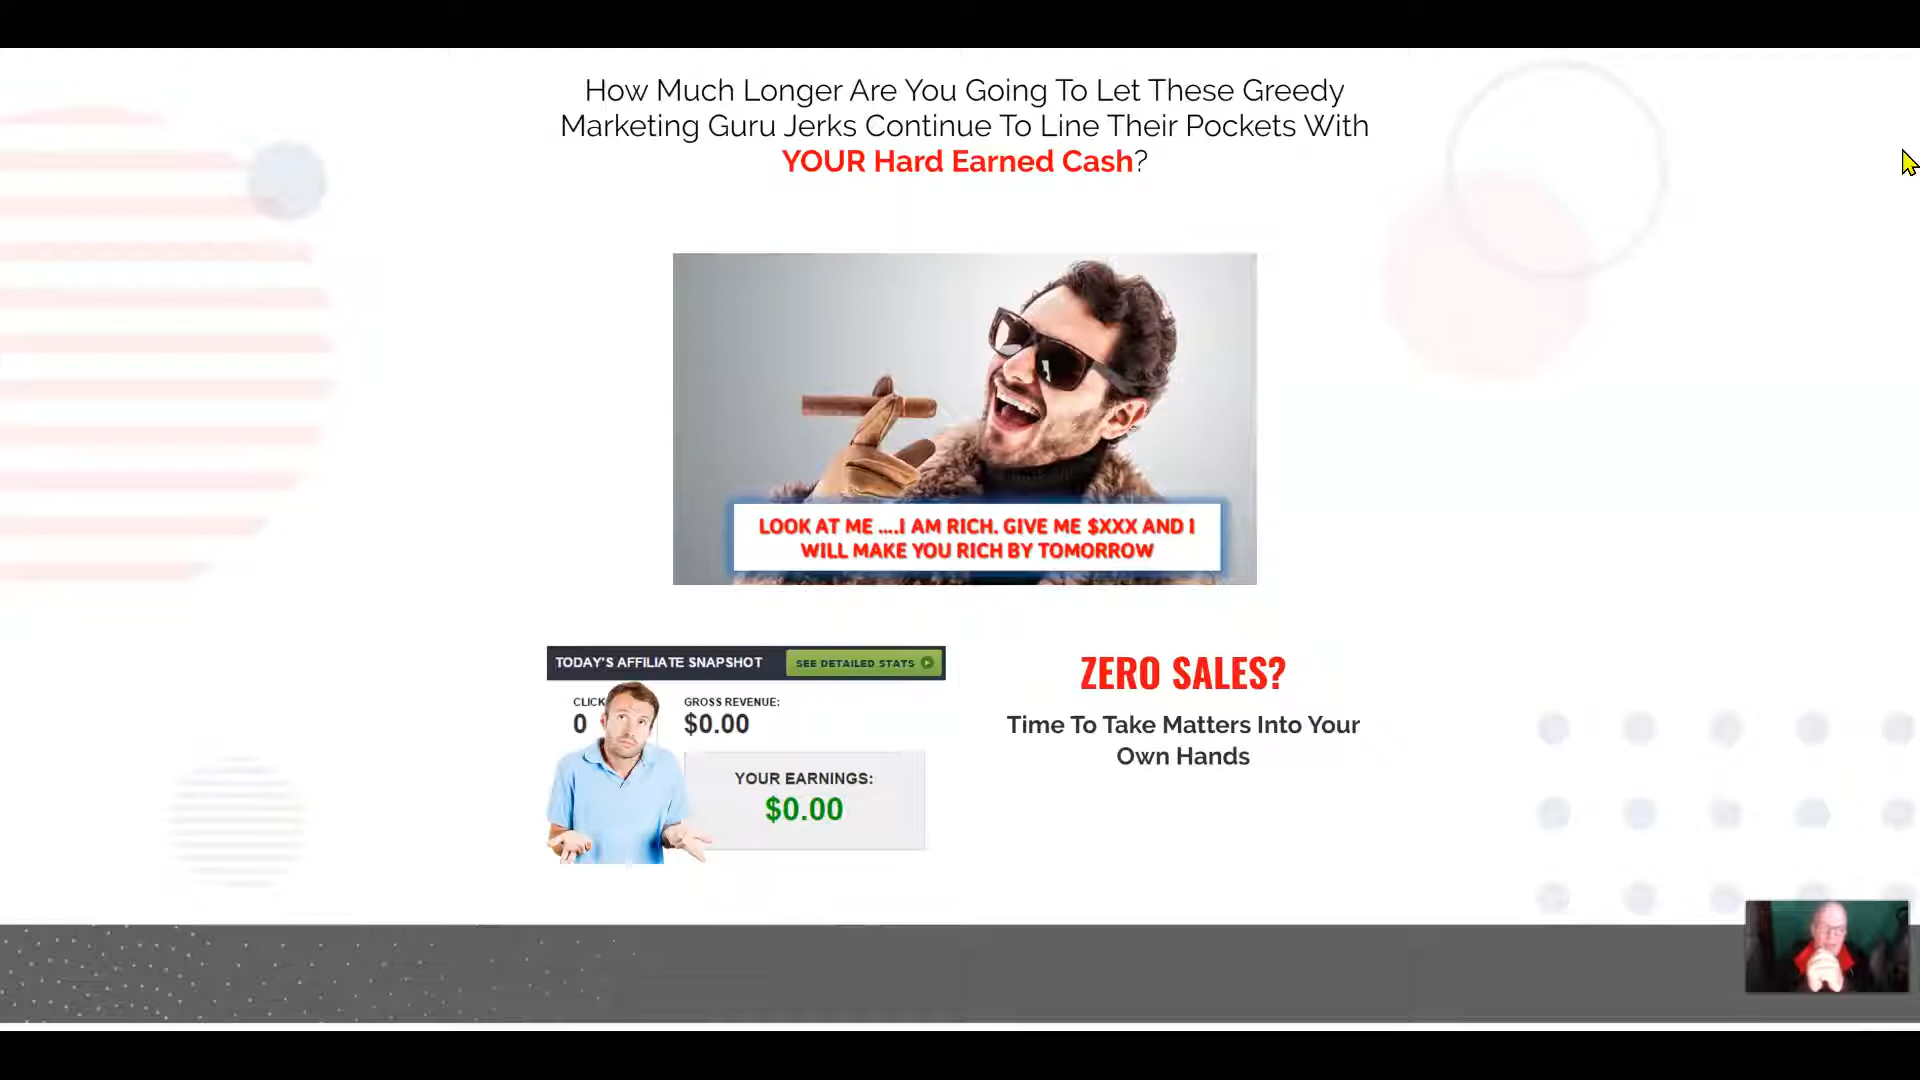 How Much Longer Are You Going To Let These Greedy
Marketing Guru Jerks Continue To Line Their Pockets With
YOUR Hard Earned Cash?
LOOK AT ME ....I AM RICH. GIVE ME $XXX AND I
WILL MAKE YOU RICH BY TOMORROW
TODAY'S AFFILIATE SNAPSHOT
SEE DETAILED STATS
CLICK
0
GROSS REVENUE:
$0.00
YOUR EARNINGS:
$0.00
ZERO SALES?
Time To Take Matters Into Your
Own Hands